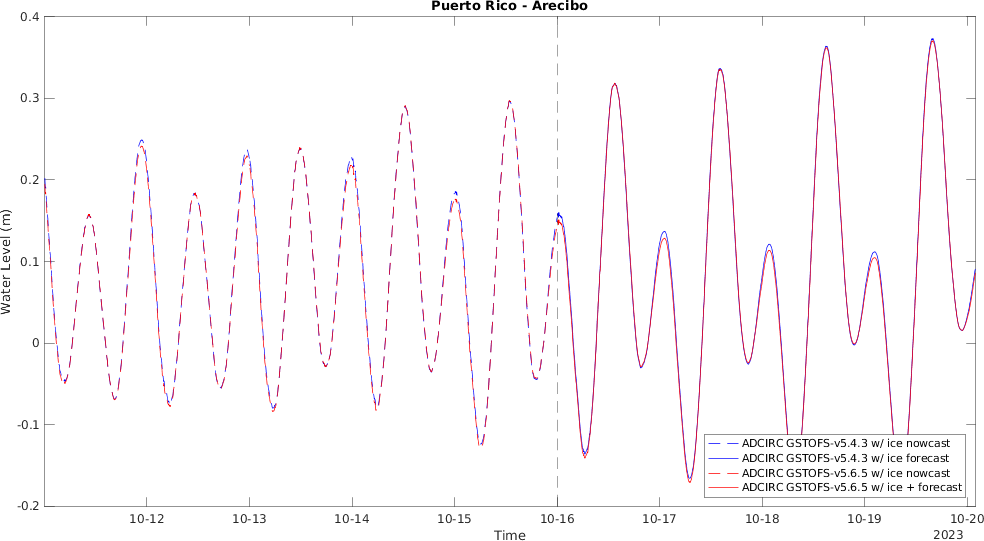 Puerto Rico - Arecibo
0.4
0.3
0.2
0.1
0
-0.1
-0.2
Water Level (m)
ADCIRC GSTOFS-v5.4.3 w/ ice nowcast
ADCIRC GSTOFS-v5.4.3 w/ ice forecast
ADCIRC GSTOFS-v5.6.5 w/ ice nowcast
ADCIRC GSTOFS-v5.6.5 w/ ice + forecast
10-12 10-13 10-14 10-15 10-16 10-17 10-18 10-19 10-20
Time
2023